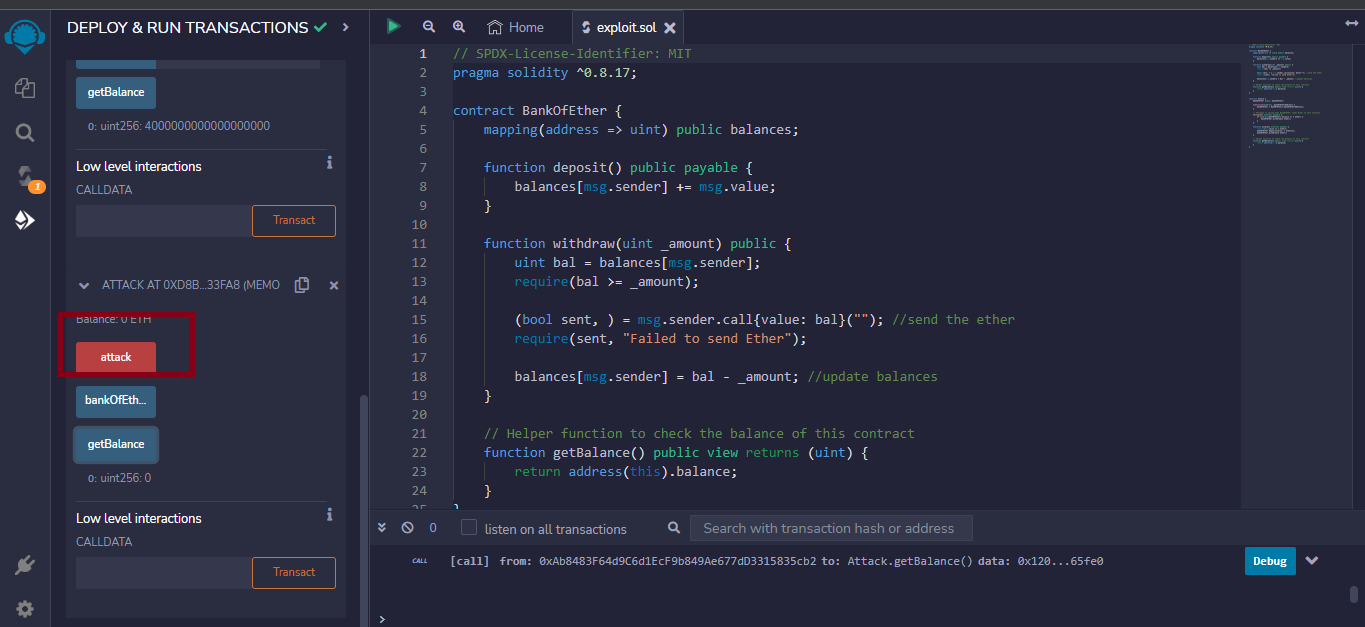 DEPLOY & RUN TRANSACTIONS
getBalance
0: uint256: 4000000000000000000
Low level interactions
CALLDATA
Transact
ATTACK AT 0XD8B...33FA8 (MEMO
Balance: 0 ETH
attack
bankOfEth...
getBalance
0: uint256: 0
Low level interactions
CALLDATA
Transact
1
Home
exploit.sol
1 // SPDX-License-Identifier: MIT
2 pragma solidity ^0.8.17;
3
4 contract BankOfEther {
5 mapping(address => uint) public balances;
6
7 function deposit() public payable {
8 balances[msg.sender] += msg.value;
9 }
10
11 function withdraw(uint _amount) public {
12 uint bal = balances[msg.sender];
13 require(bal >= _amount);
14
15 (bool sent, ) = msg.sender.call{value: bal}(""); //send the ether
16 require(sent, "Failed to send Ether");
17
18 balances[msg.sender] = bal - _amount; //update balances
19 }
20
21 // Helper function to check the balance of this contract
22 function getBalance() public view returns (uint) {
23 return address(this).balance;
24 }
25 }
0 listen on all transactions Search with transaction hash or address
CALL [call] from: 0xAb8483F64d9C6d1EcF9b849Ae677dD3315835cb2 to: Attack.getBalance() data: 0x120...65fe0 Debug
>